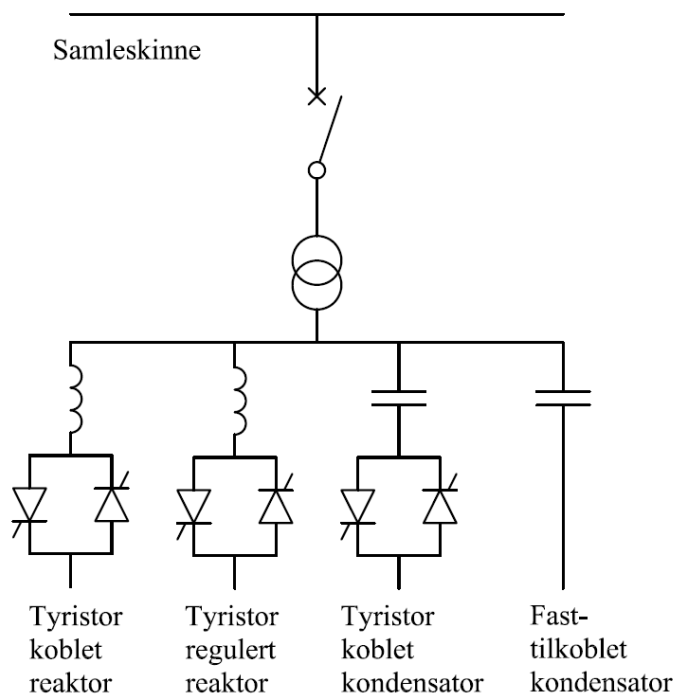 Samleskinne
Tyristor
koblet
reaktor
Tyristor
regulert
reaktor
Tyristor
koblet
kondensator
Fast-
tilkoblet
kondensator